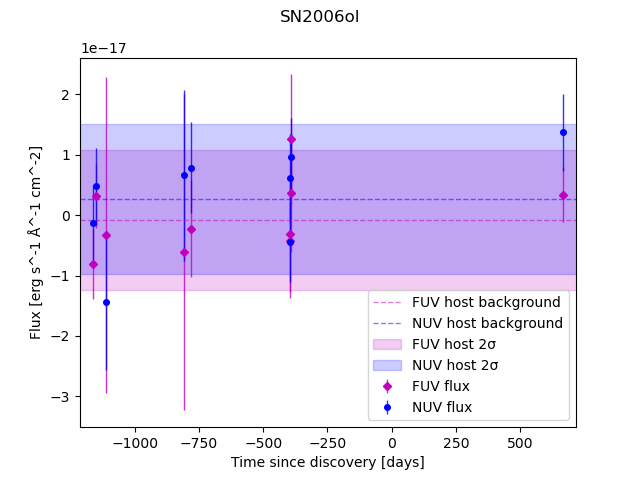 SN2006ol
1e−17
2
1
0
−1
−2
−3
Flux [erg s^-1 Å^-1 cm^-2]
FUV host background
NUV host background
FUV host 2σ
NUV host 2σ
FUV flux
NUV flux
−1000 −750 −500 −250 0 250 500
Time since discovery [days]